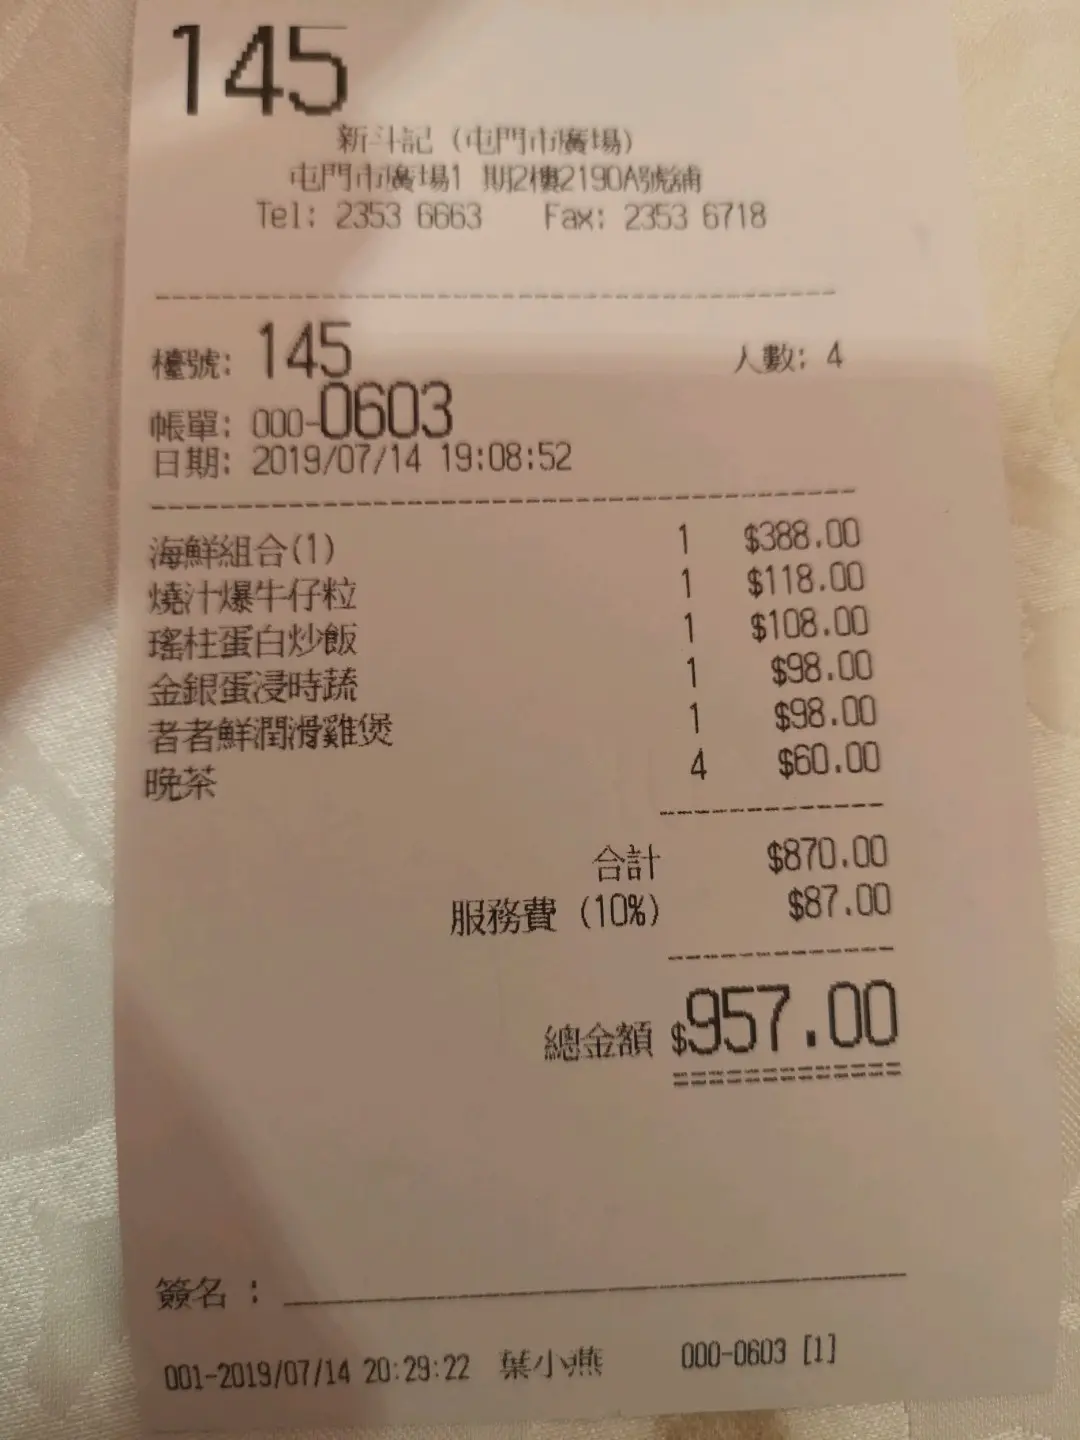 145
新斗記 (屯門市廣場)
屯門市廣場1 期2樓2190A號舖
Tel: 2353 6663 Fax: 2353 6718
檯號: 145 人數: 4
帳單: 000-0603
日期: 2019/07/14 19:08:52
海鮮組合(1) 1 $388.00
燒汁爆牛仔粒 1 $118.00
瑤柱蛋白炒飯 1 $108.00
金銀蛋浸時蔬 1 $98.00
者者鮮潤滑雞煲 1 $98.00
晚茶 4 $60.00
合計 $870.00
服務費 (10%) $87.00
總金額 $957.00
簽名 :
001-2019/07/14 20:29:22 葉小燕 000-0603 [1]